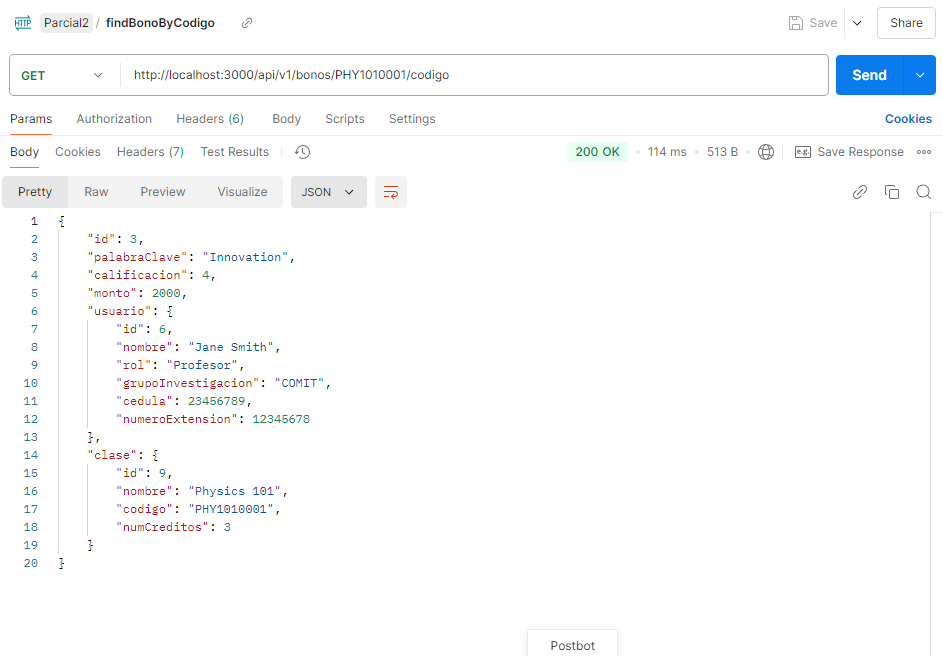 HTTP Parcial2 / findBonoByCodigo Save Share
GET http://localhost:3000/api/v1/bonos/PHY1010001/codigo Send
Params Authorization Headers (6) Body Scripts Settings Cookies
Body Cookies Headers (7) Test Results 200 OK • 114 ms • 513 B • e.g. Save Response
Pretty Raw Preview Visualize JSON
1 {
2 "id": 3,
3 "palabraClave": "Innovation",
4 "calificacion": 4,
5 "monto": 2000,
6 "usuario": {
7 "id": 6,
8 "nombre": "Jane Smith",
9 "rol": "Profesor",
10 "grupoInvestigacion": "COMIT",
11 "cedula": 23456789,
12 "numeroExtension": 12345678
13 },
14 "clase": {
15 "id": 9,
16 "nombre": "Physics 101",
17 "codigo": "PHY1010001",
18 "numCreditos": 3
19 }
20 }
Postbot